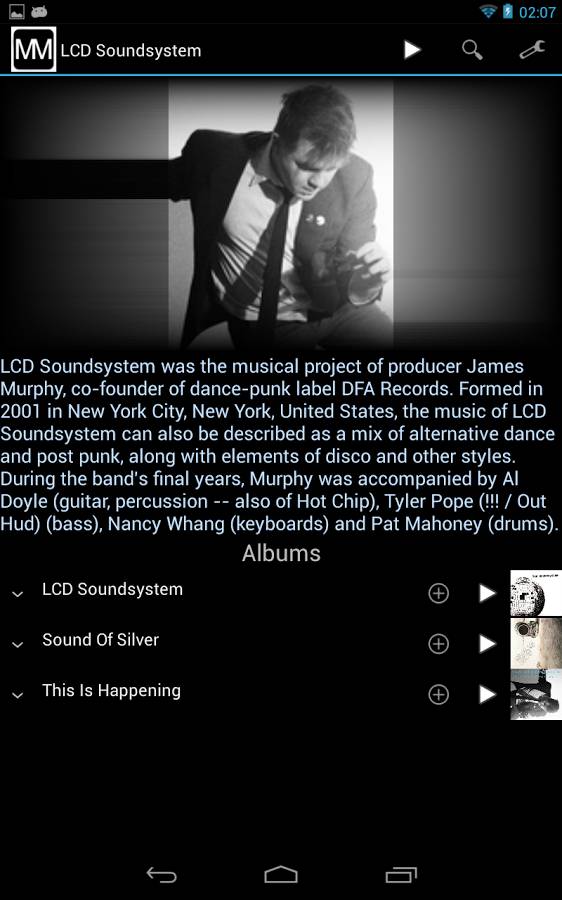 02:07
MM LCD Soundsystem
LCD Soundsystem was the musical project of producer James
Murphy, co-founder of dance-punk label DFA Records. Formed in
2001 in New York City, New York, United States, the music of LCD
Soundsystem can also be described as a mix of alternative dance
and post punk, along with elements of disco and other styles.
During the band's final years, Murphy was accompanied by Al
Doyle (guitar, percussion -- also of Hot Chip), Tyler Pope (!!! / Out
Hud) (bass), Nancy Whang (keyboards) and Pat Mahoney (drums).
Albums
LCD Soundsystem
Sound Of Silver
This Is Happening